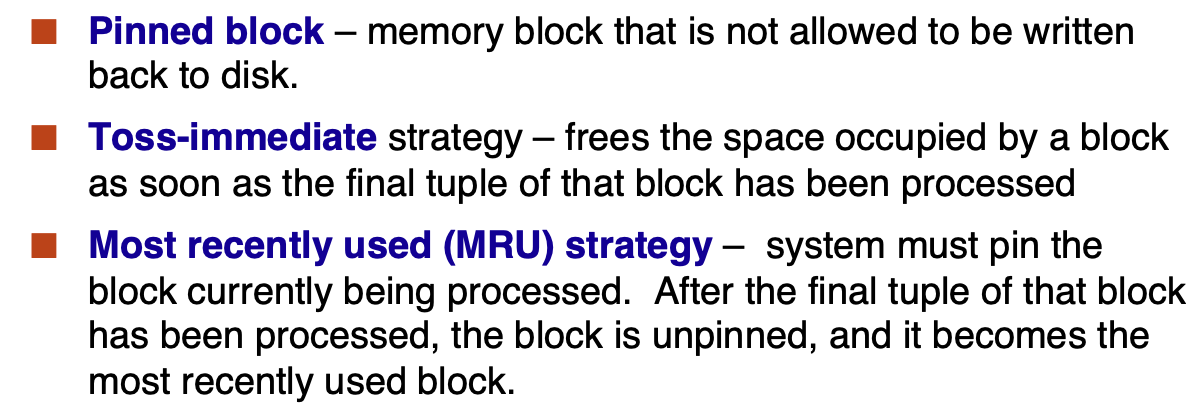 Pinned block – memory block that is not allowed to be written
back to disk.
Toss-immediate strategy – frees the space occupied by a block
as soon as the final tuple of that block has been processed
Most recently used (MRU) strategy – system must pin the
block currently being processed. After the final tuple of that block
has been processed, the block is unpinned, and it becomes the
most recently used block.